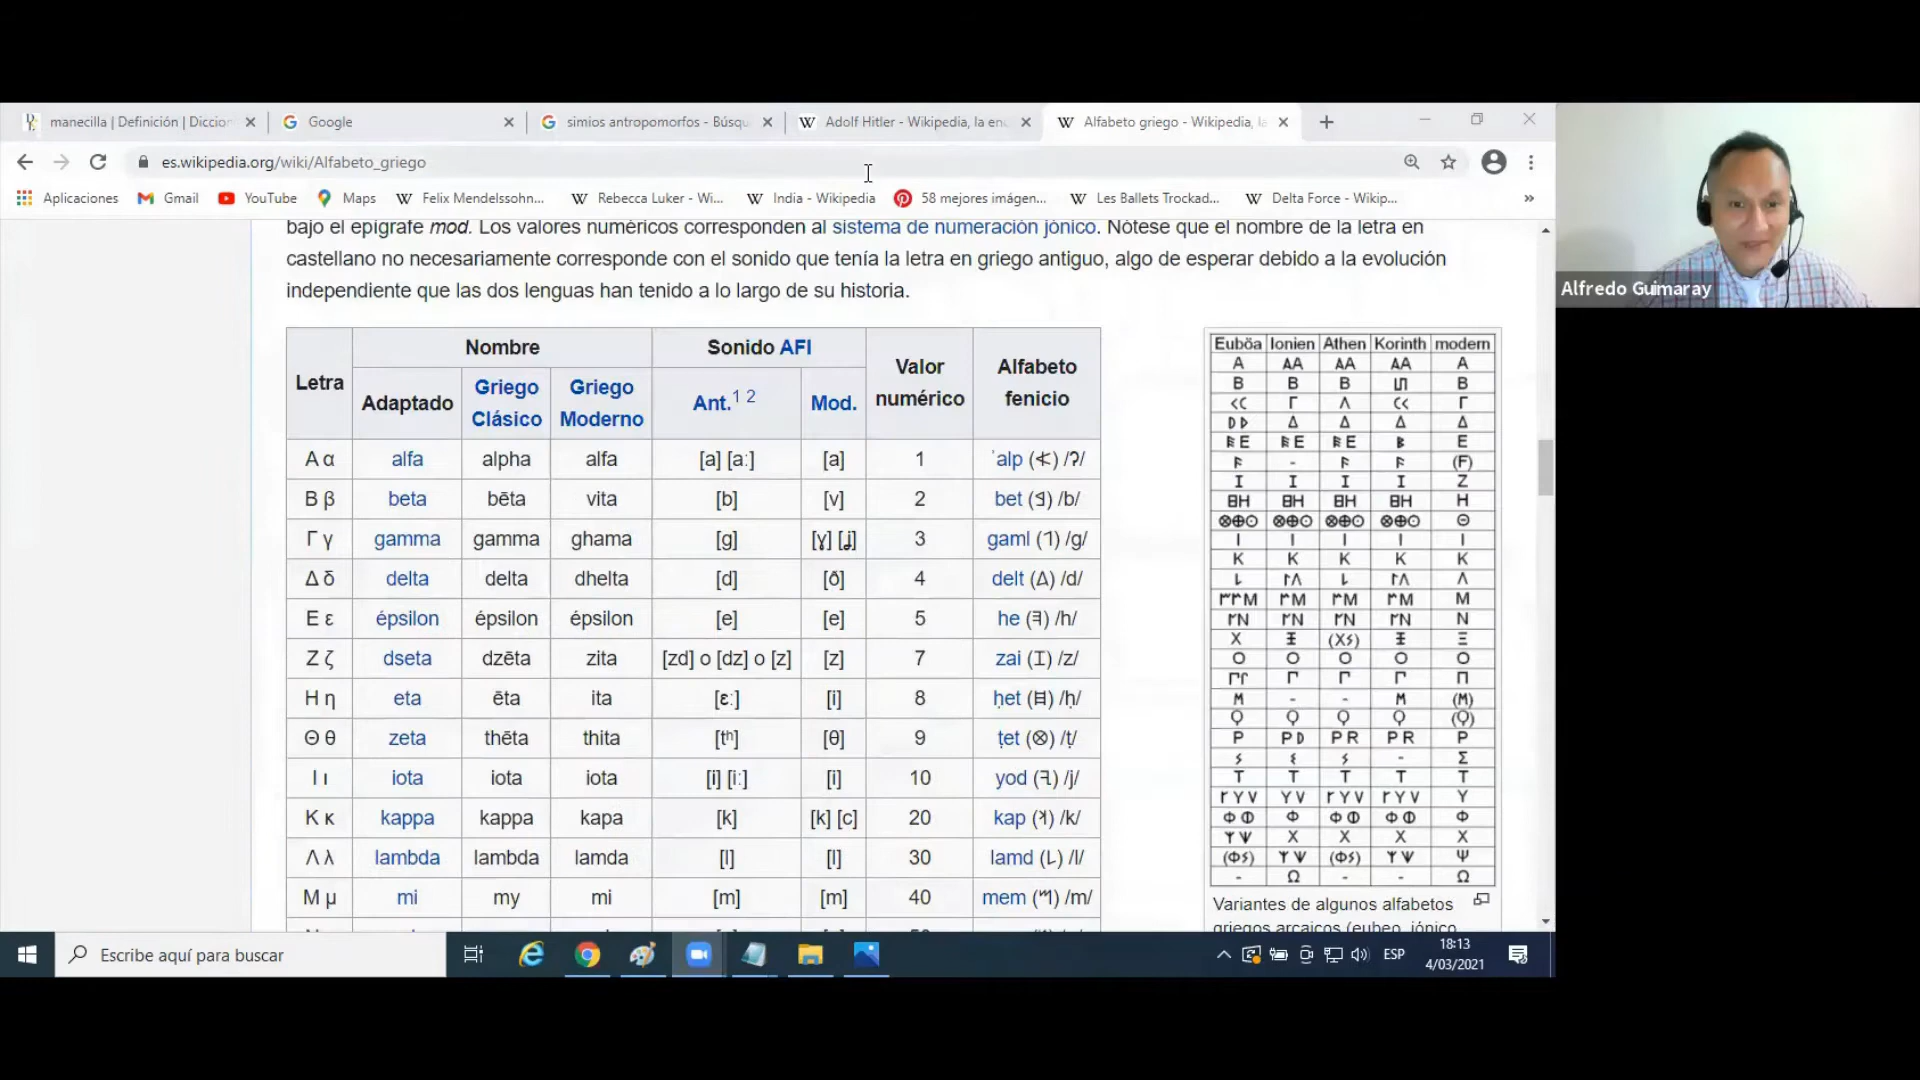 manecilla | Definición | Diccion
Google
simios antropomorfos - Búsqu
Adolf Hitler - Wikipedia, la en
Alfabeto griego - Wikipedia, la
es.wikipedia.org/wiki/Alfabeto_griego
Aplicaciones Gmail YouTube Maps Felix Mendelssohn... Rebecca Luker - Wi... India - Wikipedia 58 mejores imágen... Les Ballets Trockad... Delta Force - Wikip... »
bajo el epígrafe mod. Los valores numéricos corresponden al sistema de numeración jónico. Nótese que el nombre de la letra en
castellano no necesariamente corresponde con el sonido que tenía la letra en griego antiguo, algo de esperar debido a la evolución
independiente que las dos lenguas han tenido a lo largo de su historia.
Letra Nombre Sonido AFI Valor numérico Alfabeto fenicio
Adaptado Griego Clásico Griego Moderno Ant.1 2 Mod.
Α α alfa alpha alfa [a] [aː] [a] 1 ʾalp (𐤀) /ʔ/
Β β beta bēta vita [b] [v] 2 bet (𐤁) /b/
Γ γ gamma gamma ghama [g] [ɣ] [ʝ] 3 gaml (𐤂) /g/
Δ δ delta delta dhelta [d] [ð] 4 delt (𐤃) /d/
Ε ε épsilon épsilon épsilon [e] [e] 5 he (𐤄) /h/
Ζ ζ dseta dzēta zita [zd] o [dz] o [z] [z] 7 zai (𐤆) /z/
Η η eta ēta ita [ɛː] [i] 8 ḥet (𐤇) /ḥ/
Θ θ zeta thēta thita [tʰ] [θ] 9 ṭet (𐤈) /ṭ/
Ι ι iota iota iota [i] [iː] [i] 10 yod (𐤉) /j/
Κ κ kappa kappa kapa [k] [k] [c] 20 kap (𐤊) /k/
Λ λ lambda lambda lamda [l] [l] 30 lamd (𐤋) /l/
Μ μ mi my mi [m] [m] 40 mem (𐤌) /m/
Euböa Ionien Athen Korinth modern
Variantes de algunos alfabetos
griegos arcaicos (eubeo, jónico,
Alfredo Guimaray
Escribe aquí para buscar
ESP
18:13
4/03/2021